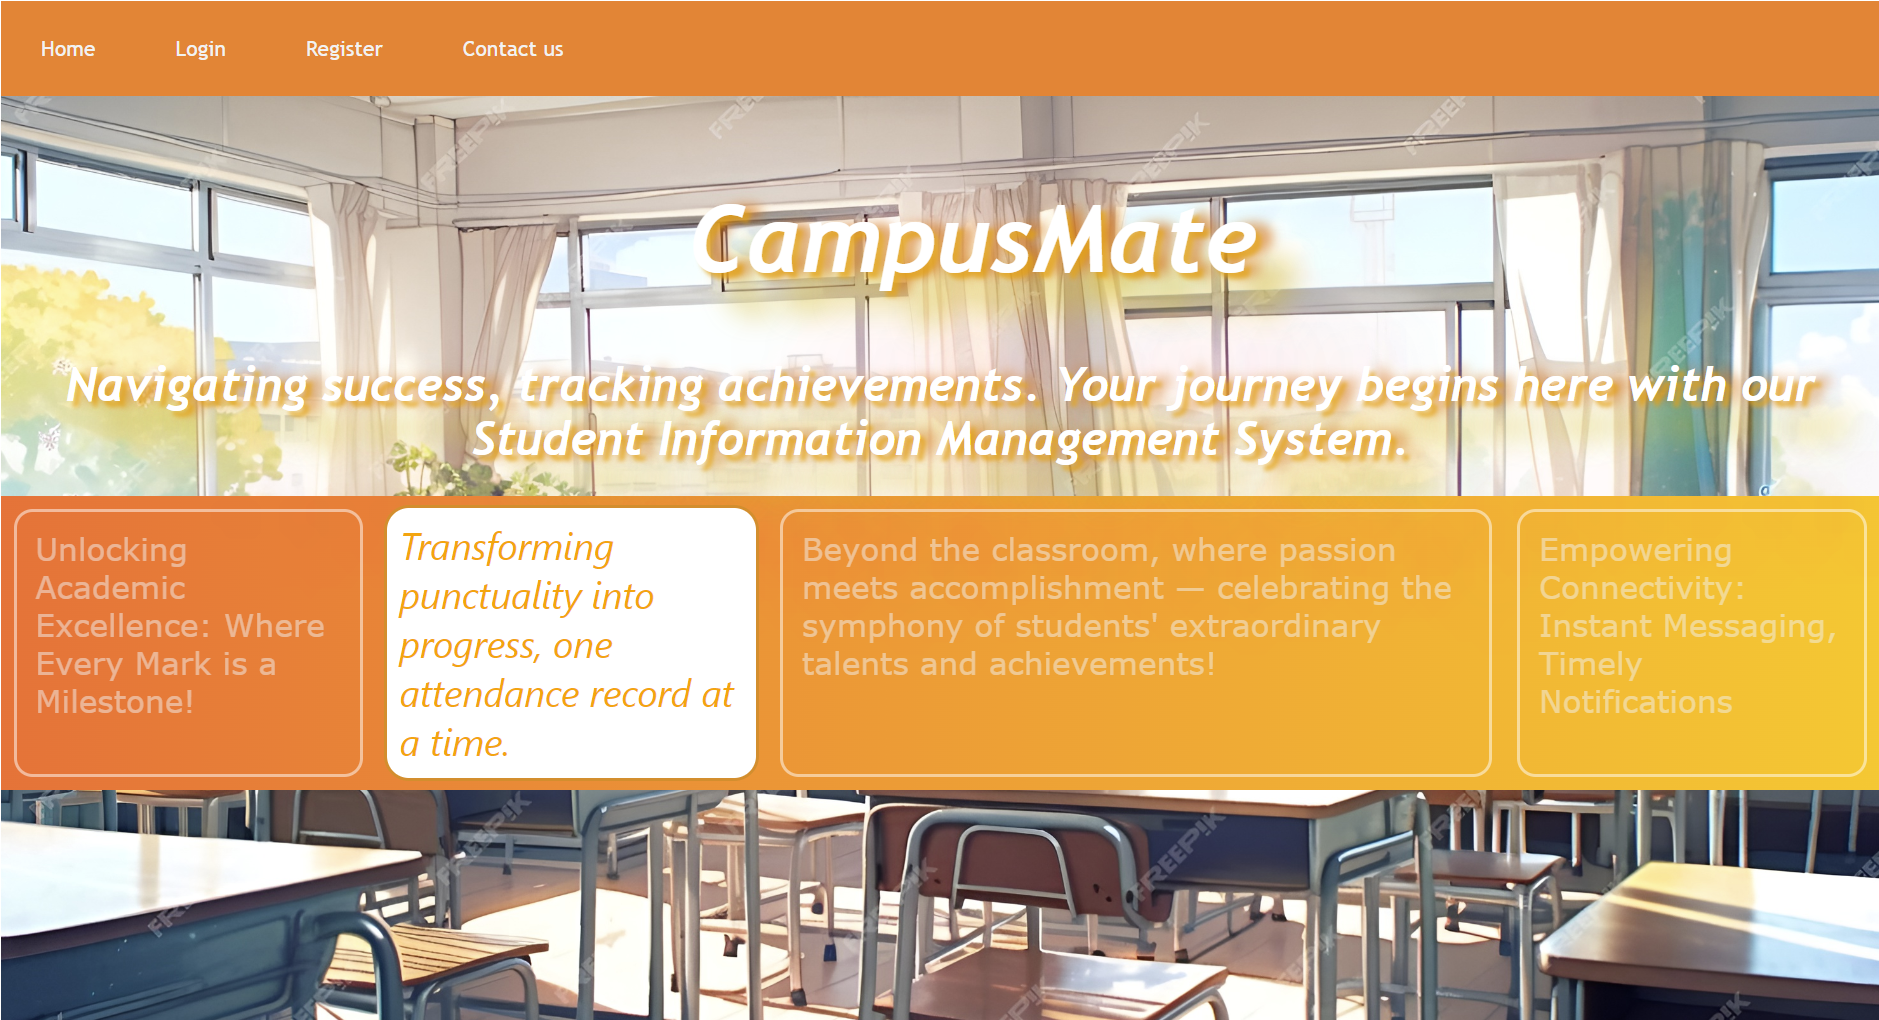 Home Login Register Contact us
CampusMate
Navigating success, tracking achievements. Your journey begins here with our
Student Information Management System.
Unlocking
Academic
Excellence: Where
Every Mark is a
Milestone!
Transforming
punctuality into
progress, one
attendance record at
a time.
Beyond the classroom, where passion
meets accomplishment — celebrating the
symphony of students' extraordinary
talents and achievements!
Empowering
Connectivity:
Instant Messaging,
Timely
Notifications
FREEPIK